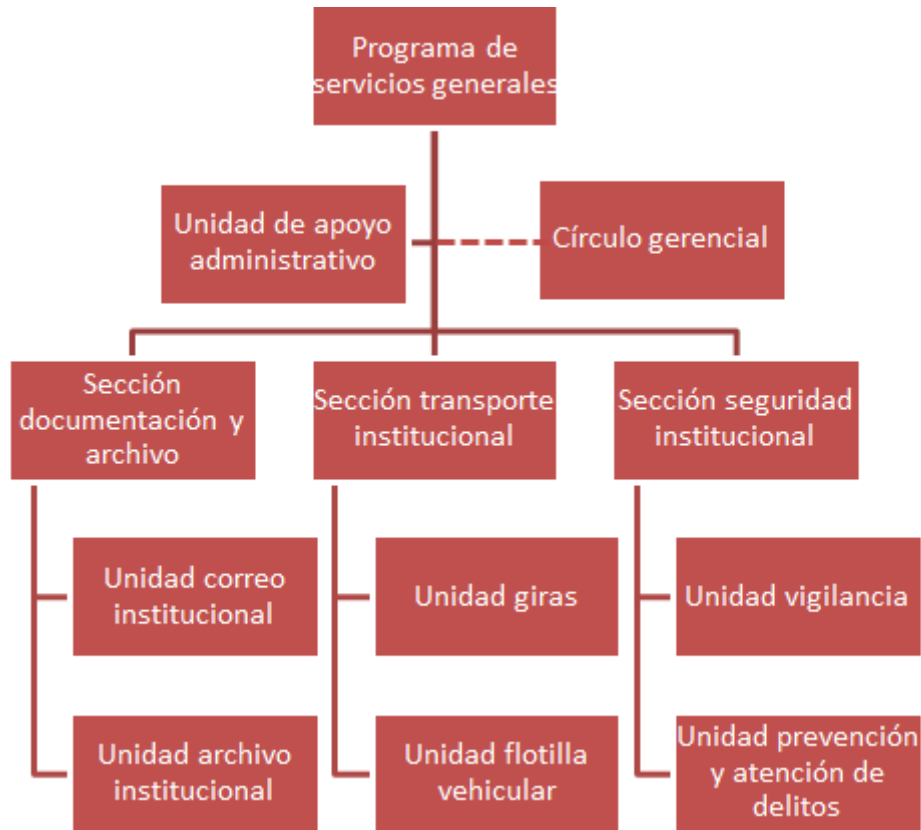 Programa de
servicios generales
Unidad de apoyo
administrativo
Círculo gerencial
Sección
documentación y
archivo
Sección transporte
institucional
Sección seguridad
institucional
Unidad correo
institucional
Unidad giras
Unidad vigilancia
Unidad archivo
institucional
Unidad flotilla
vehicular
Unidad prevención
y atención de
delitos